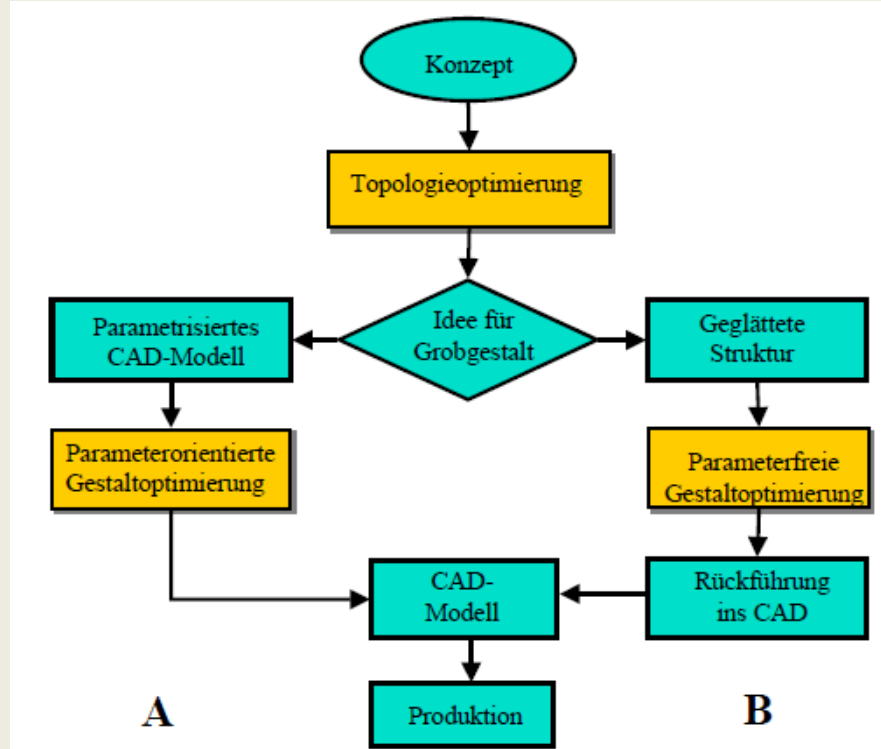 Konzept
Topologieoptimierung
Idee für
Grobgestalt
Parametrisiertes
CAD-Modell
Parameterorientierte
Gestaltoptimierung
Geglättete
Struktur
Parameterfreie
Gestaltoptimierung
Rückführung
ins CAD
CAD-
Modell
Produktion
A
B